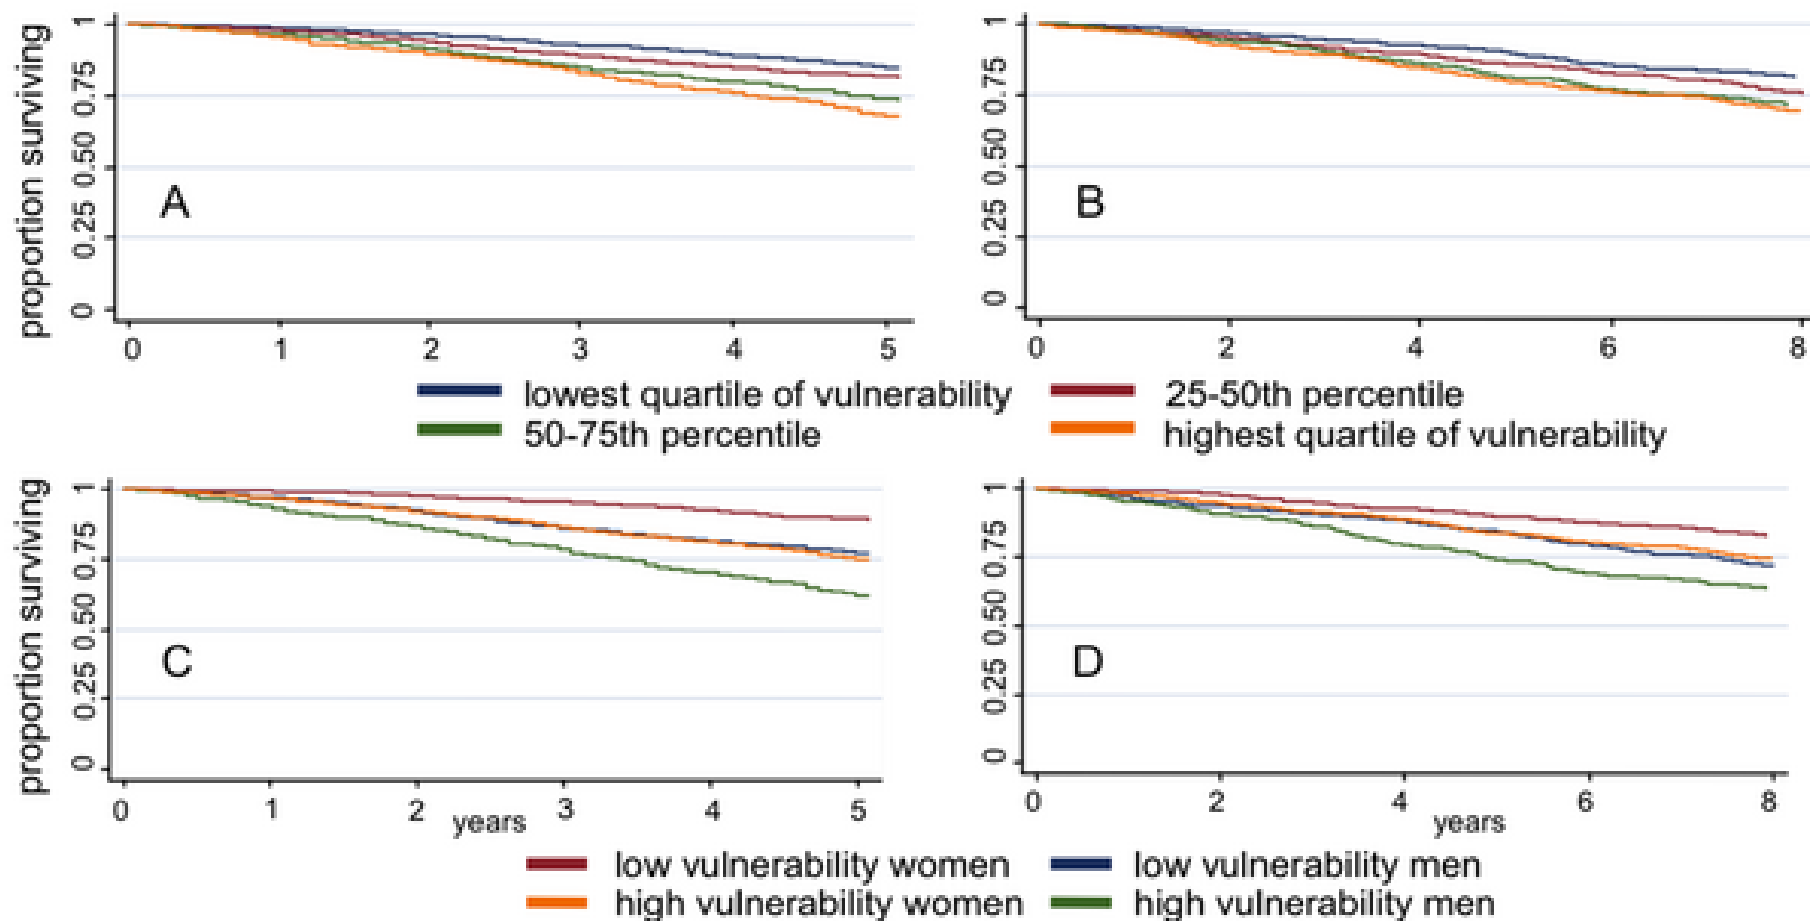 proportion surviving
1
0.75
0.50
0.25
0
A
0 1 2 3 4 5
1
0.75
0.50
0.25
0
B
0 2 4 6 8
lowest quartile of vulnerability 25-50th percentile
50-75th percentile highest quartile of vulnerability
proportion surviving
1
0.75
0.50
0.25
0
C
0 1 2 3 4 5
years
1
0.75
0.50
0.25
0
D
0 2 4 6 8
years
low vulnerability women low vulnerability men
high vulnerability women high vulnerability men